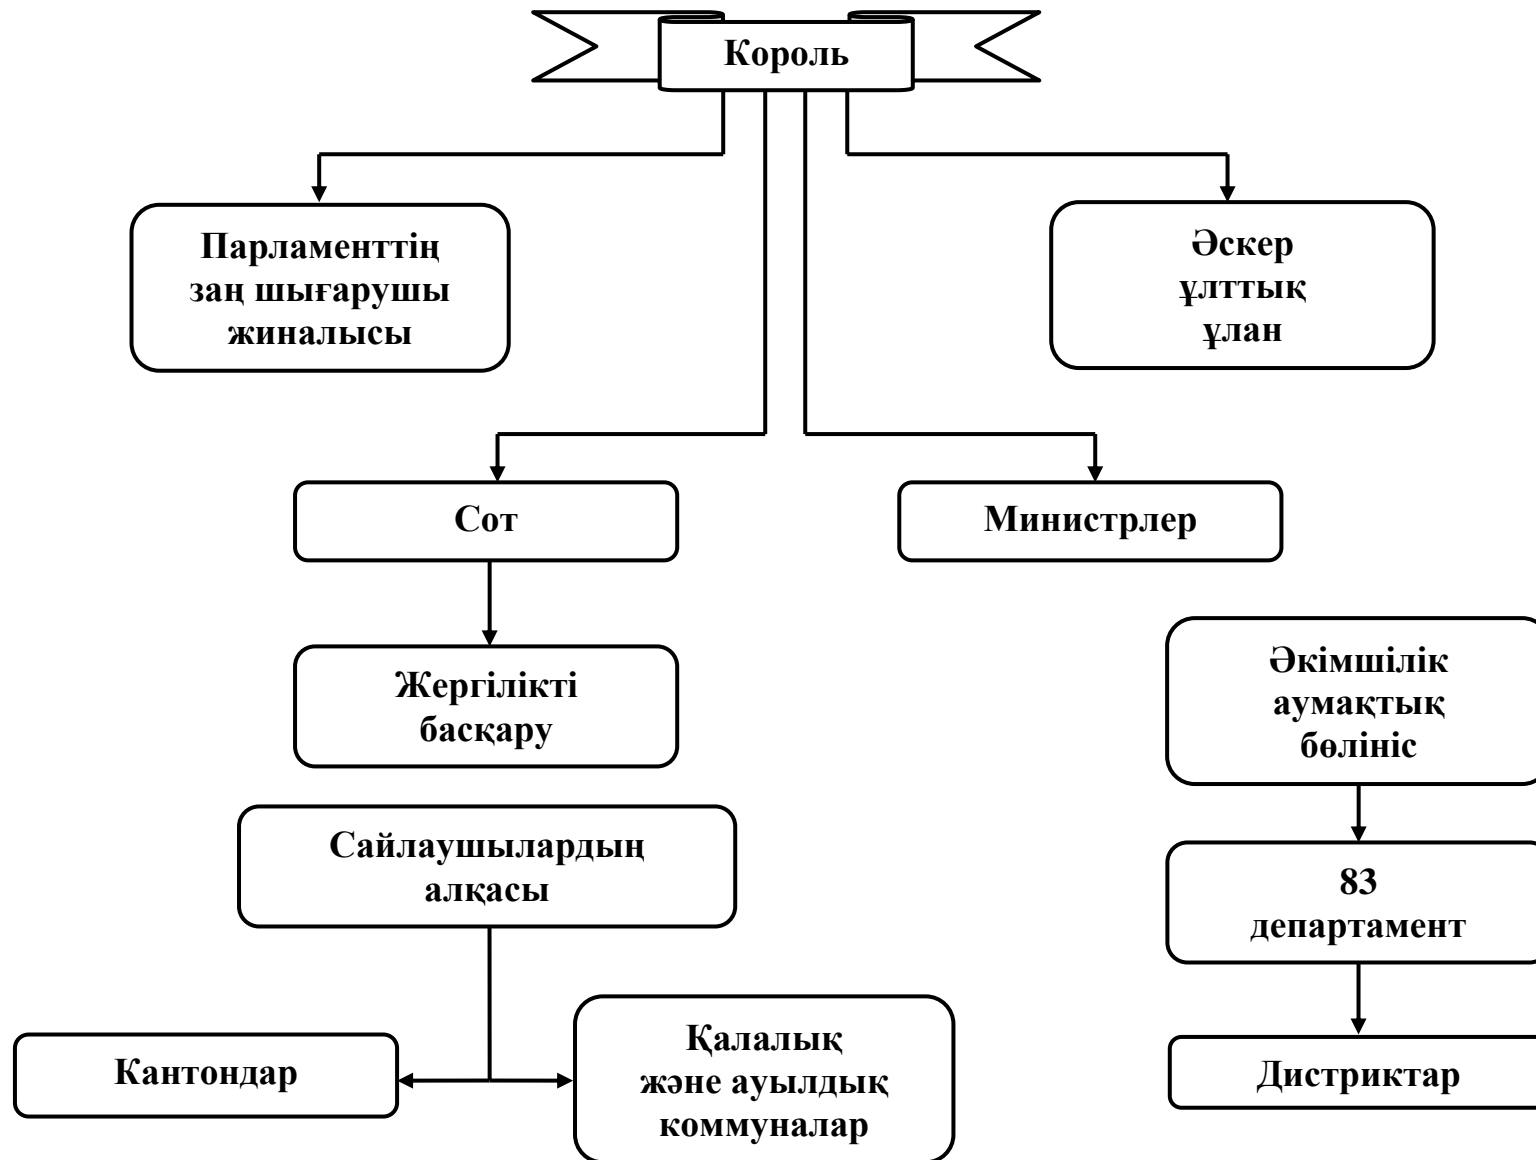 Король
Парламенттің
заң шығарушы
жиналысы
Әскер
ұлттық
ұлан
Сот
Министрлер
Жергілікті
басқару
Әкімшілік
аумақтық
бөлініс
Сайлаушылардың
алқасы
83
департамент
Кантондар
Қалалық
және ауылдық
коммуналар
Дистриктар